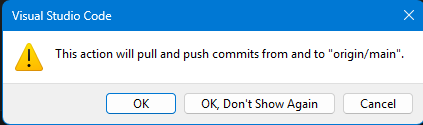 Visual Studio Code
This action will pull and push commits from and to "origin/main".
OK
OK, Don't Show Again
Cancel